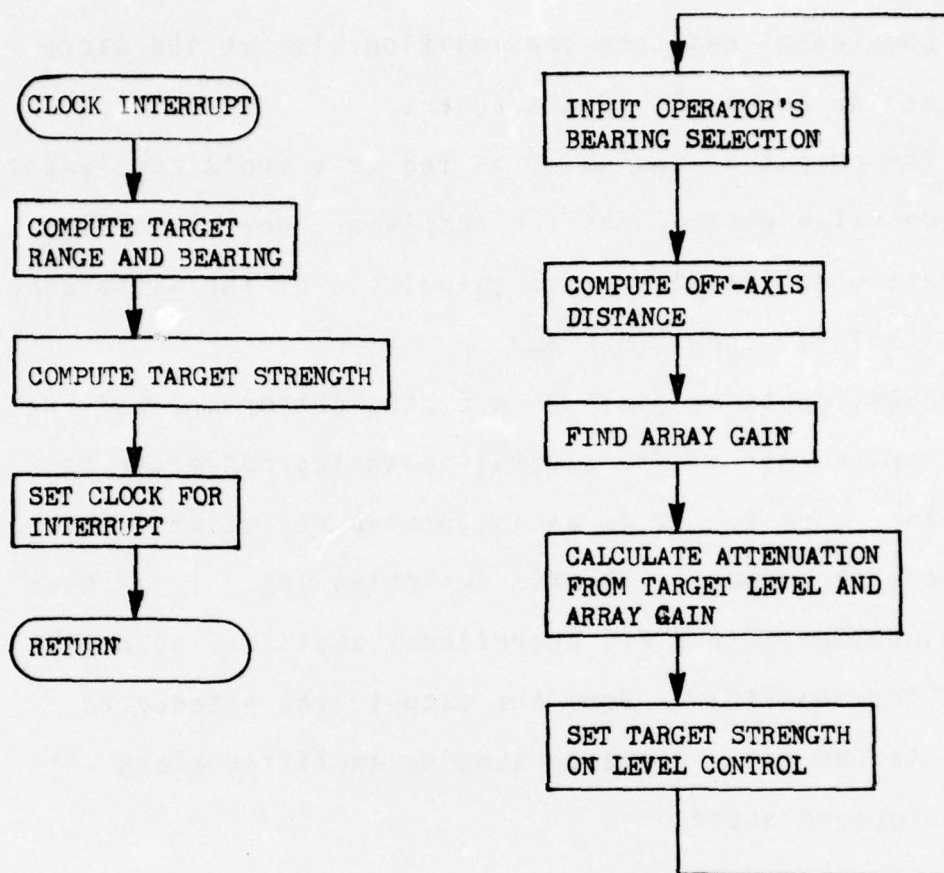 CLOCK INTERRUPT
COMPUTE TARGET
RANGE AND BEARING
COMPUTE TARGET STRENGTH
SET CLOCK FOR
INTERRUPT
RETURN
INPUT OPERATOR'S
BEARING SELECTION
COMPUTE OFF-AXIS
DISTANCE
FIND ARRAY GAIN
CALCULATE ATTENUATION
FROM TARGET LEVEL AND
ARRAY GAIN
SET TARGET STRENGTH
ON LEVEL CONTROL